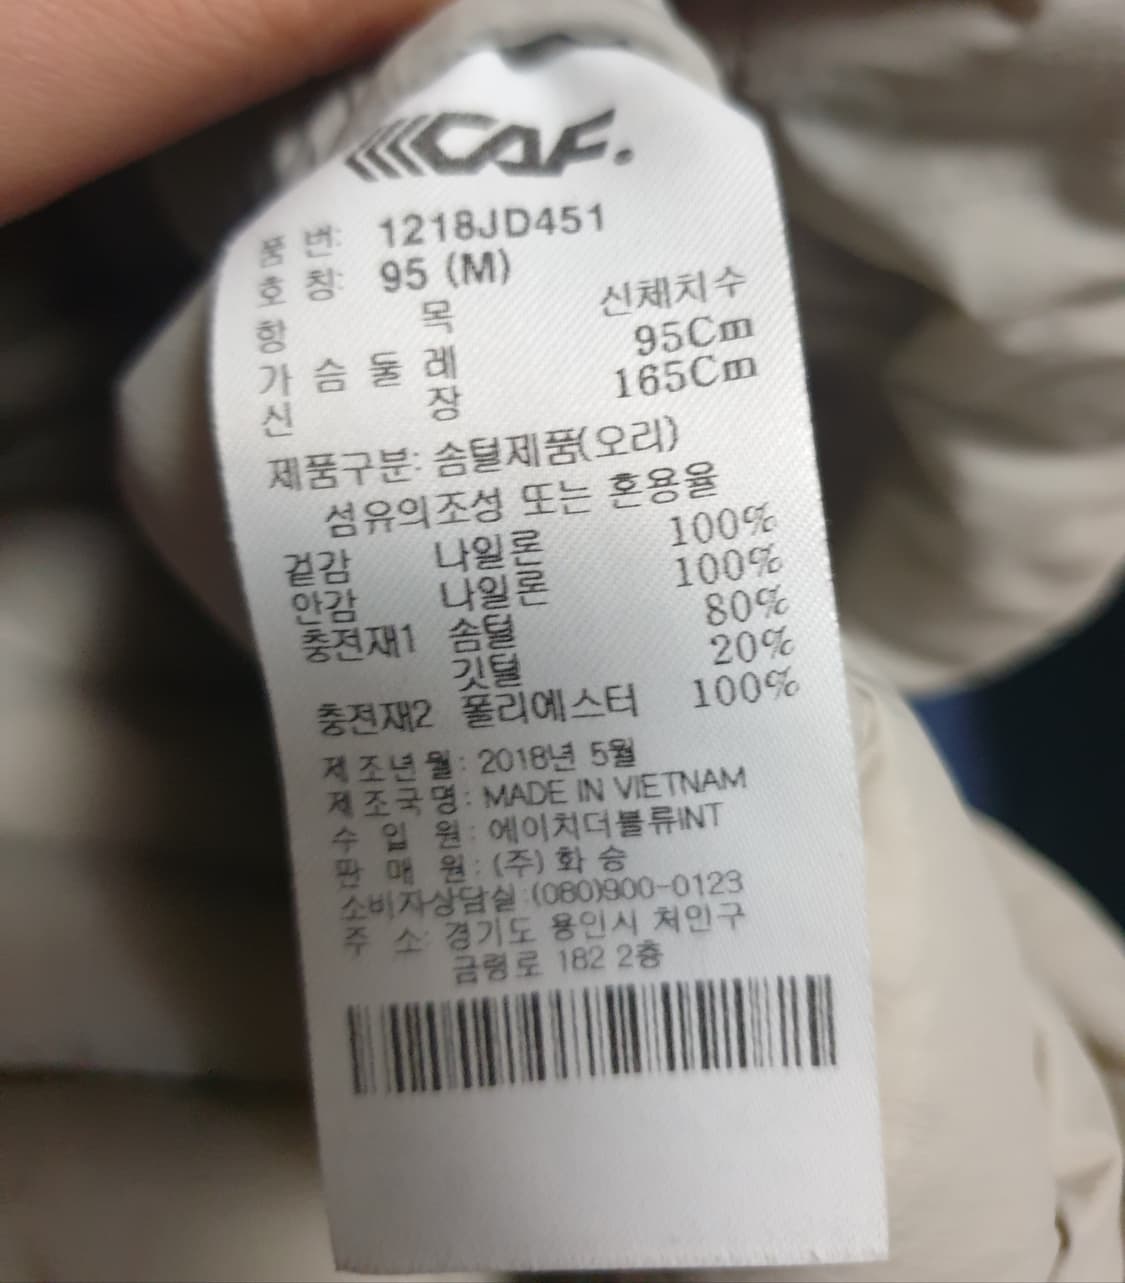 CAF.
품 번: 1218JD451
호 칭: 95 (M)
항 목 신체치수
가 슴 둘 레 95Cm
신 장 165Cm
제품구분: 솜털제품(오리)
섬유의조성 또는 혼용율
겉감 나일론 100%
안감 나일론 100%
충전재1 솜털 80%
깃털 20%
충전재2 폴리에스터 100%
제 조 년 월 : 2018년 5월
제 조 국 명 : MADE IN VIETNAM
수 입 원 : 에이치더블류INT
판 매 원 : (주) 화 승
소비자상담실 :(080)900-0123
주 소: 경기도 용인시 처인구
금령로 182 2층